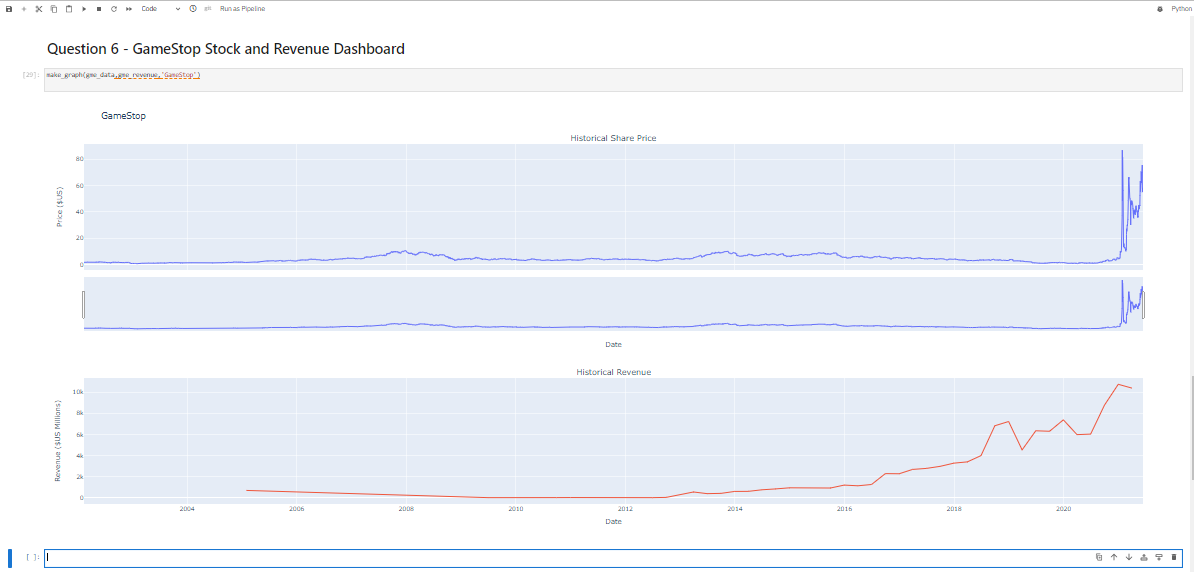 Code
Run as Pipeline
Python
Question 6 - GameStop Stock and Revenue Dashboard
[29]:
make_graph(gme_data,gme_revenue,'GameStop')
GameStop
Historical Share Price
80
60
40
20
0
Price ($US)
Date
Historical Revenue
10k
8k
6k
4k
2k
0
Revenue ($US Millions)
2004
2006
2008
2010
2012
2014
2016
2018
2020
Date
[ ]: